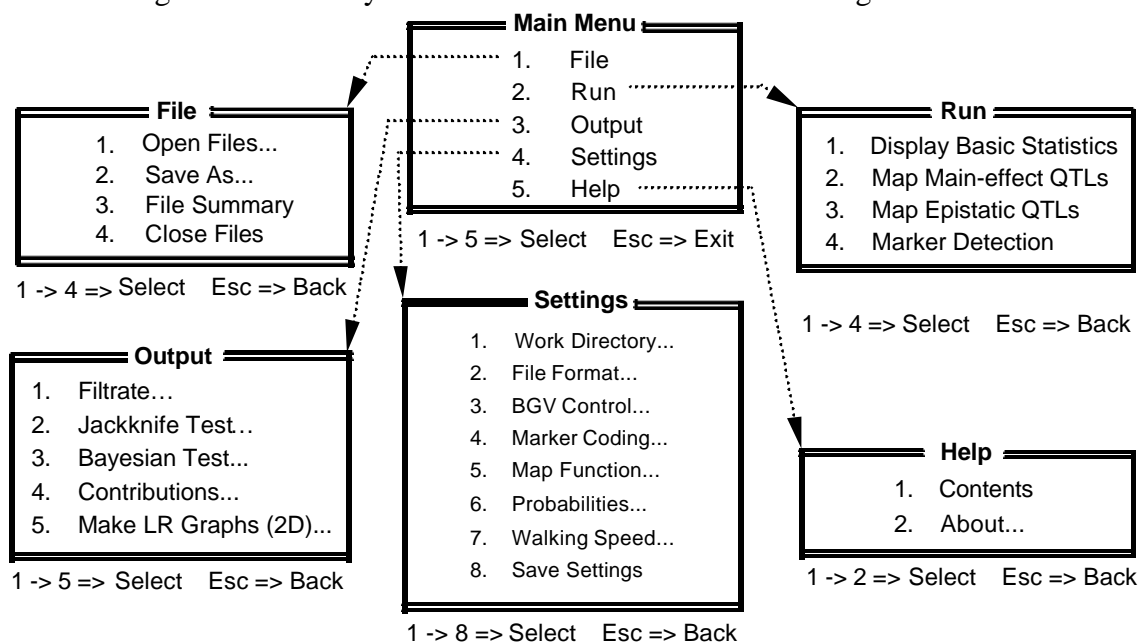 Main Menu
1. File
2. Run
3. Output
4. Settings
5. Help
1 -> 5 => Select Esc => Exit
File
1. Open Files...
2. Save As...
3. File Summary
4. Close Files
1 -> 4 => Select Esc => Back
Run
1. Display Basic Statistics
2. Map Main-effect QTLs
3. Map Epistatic QTLs
4. Marker Detection
1 -> 4 => Select Esc => Back
Output
1. Filtrate…
2. Jackknife Test…
3. Bayesian Test...
4. Contributions...
5. Make LR Graphs (2D)...
1 -> 5 => Select Esc => Back
Settings
1. Work Directory...
2. File Format...
3. BGV Control...
4. Marker Coding...
5. Map Function...
6. Probabilities...
7. Walking Speed...
8. Save Settings
1 -> 8 => Select Esc => Back
Help
1. Contents
2. About...
1 -> 2 => Select Esc => Back